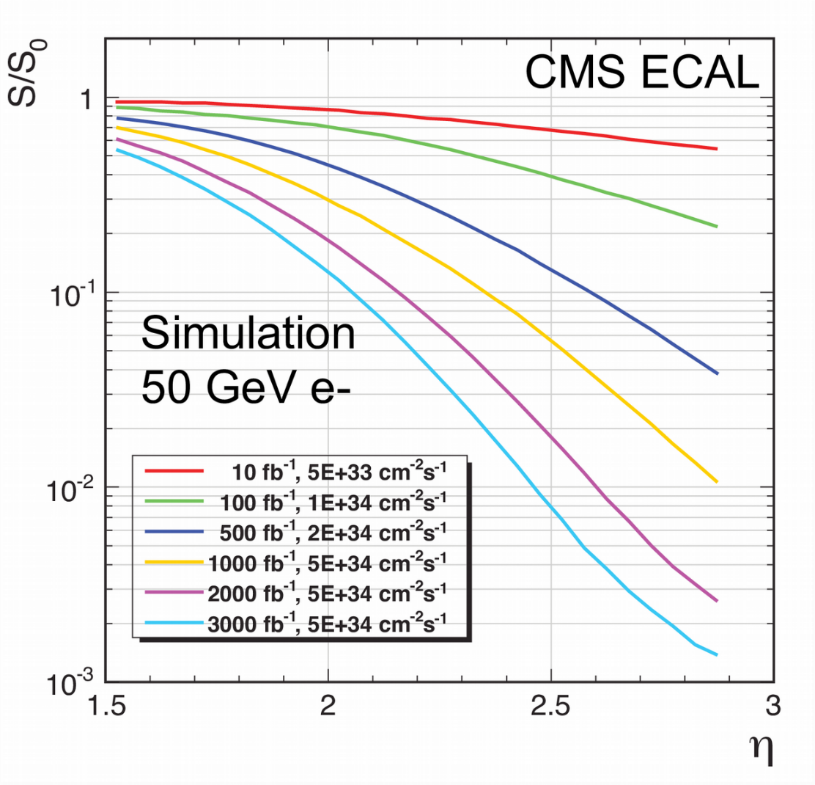 S/S₀
CMS ECAL
1
10⁻¹
Simulation
50 GeV e-
10 fb⁻¹, 5E+33 cm⁻²s⁻¹
100 fb⁻¹, 1E+34 cm⁻²s⁻¹
10⁻²
500 fb⁻¹, 2E+34 cm⁻²s⁻¹
1000 fb⁻¹, 5E+34 cm⁻²s⁻¹
2000 fb⁻¹, 5E+34 cm⁻²s⁻¹
3000 fb⁻¹, 5E+34 cm⁻²s⁻¹
10⁻³
1.5 2 2.5 3
η